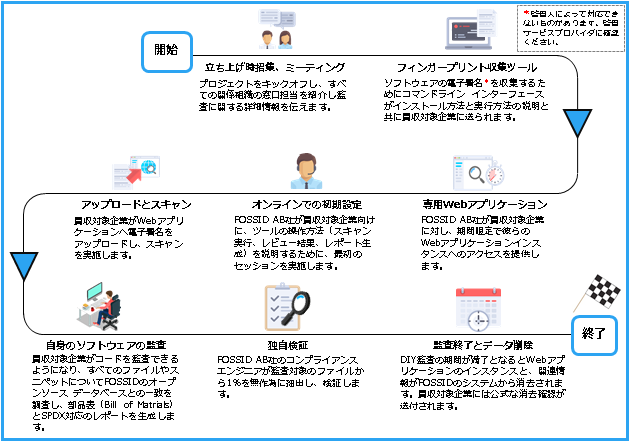 *監査人によって対応でき
ないものがあります、監査
サービスプロバイダに確認
ください。
開始
立ち上げ時招集、ミーティング
プロジェクトをキックオフし、すべ
ての関係組織の窓口担当を紹介し監
査に関する詳細情報を伝えます。
フィンガープリント収集ツール
ソフトウェアの電子署名*を収集するた
めにコマンドライン インターフェース
がインストール方法と実行方法の説明と
共に買収対象企業に送られます。
専用Webアプリケーション
FOSSID AB社が買収対象企業
に対し、期間限定で彼らの
Webアプリケーションインス
タンスへのアクセスを提供し
ます。
オンラインでの初期設定
FOSSID AB社が買収対象企業向け
に、ツールの操作方法（スキャン
実行、レビュー結果、レポート生
成）を説明するために、最初の
セッションを実施します。
アップロードとスキャン
買収対象企業がWebアプリ
ケーションへ電子署名を
アップロードし、スキャン
を実施します。
自身のソフトウェアの監査
買収対象企業がコードを監査できる
ようになり、すべてのファイルやス
ニペットについてFOSSIDのオープ
ンソース データベースとの一致を
調査し、部品表（Bill of Matrials）
とSPDX対応のレポートを生成します。
独自検証
FOSSID AB社のコンプライアンス
エンジニアが監査対象のファイルか
ら1％を無作為に抽出し、検証します。
監査終了とデータ削除
DIY監査の期間が満了となるとWebアプリ
ケーションのインスタンスと、関連情
報がFOSSIDのシステムから消去されま
す。買収対象企業には公式な消去確認が
送付されます。
終了